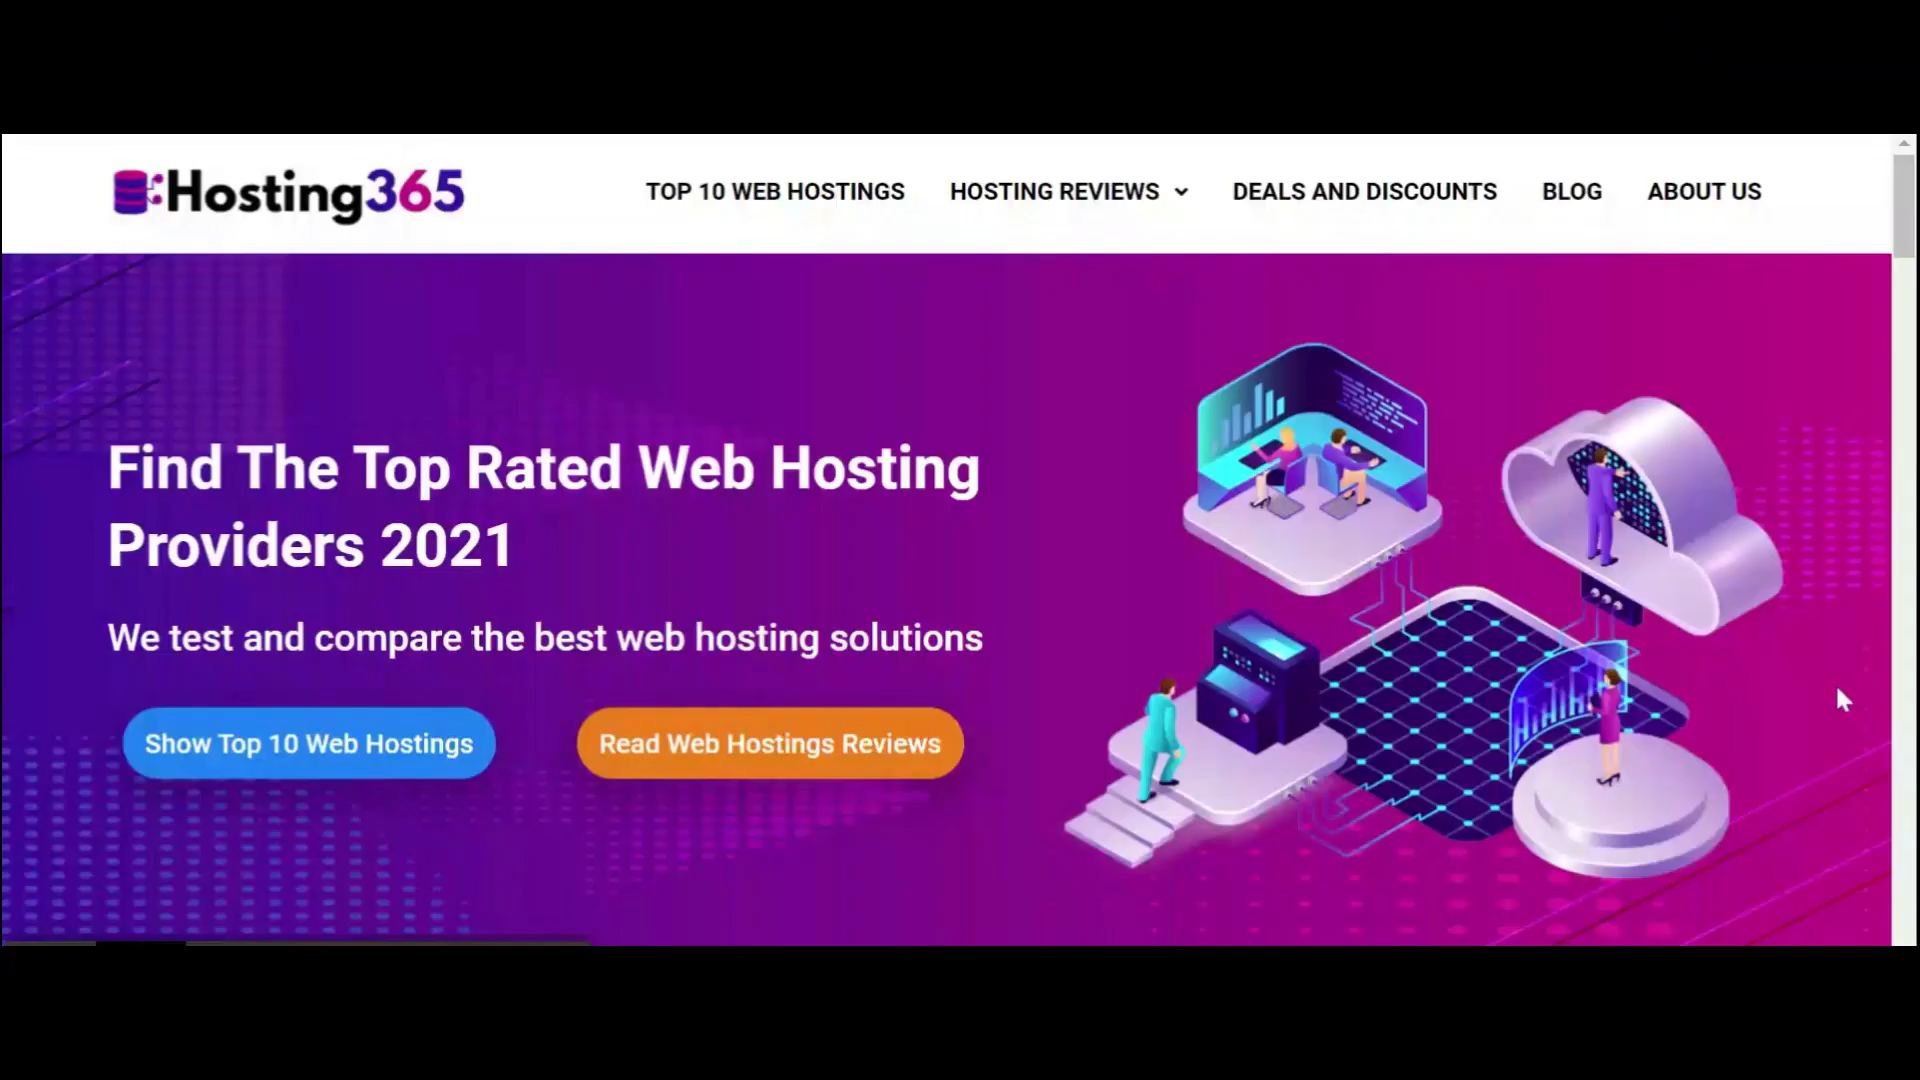 Hosting365
TOP 10 WEB HOSTINGS
HOSTING REVIEWS
DEALS AND DISCOUNTS
BLOG
ABOUT US
Find The Top Rated Web Hosting
Providers 2021
We test and compare the best web hosting solutions
Show Top 10 Web Hostings
Read Web Hostings Reviews